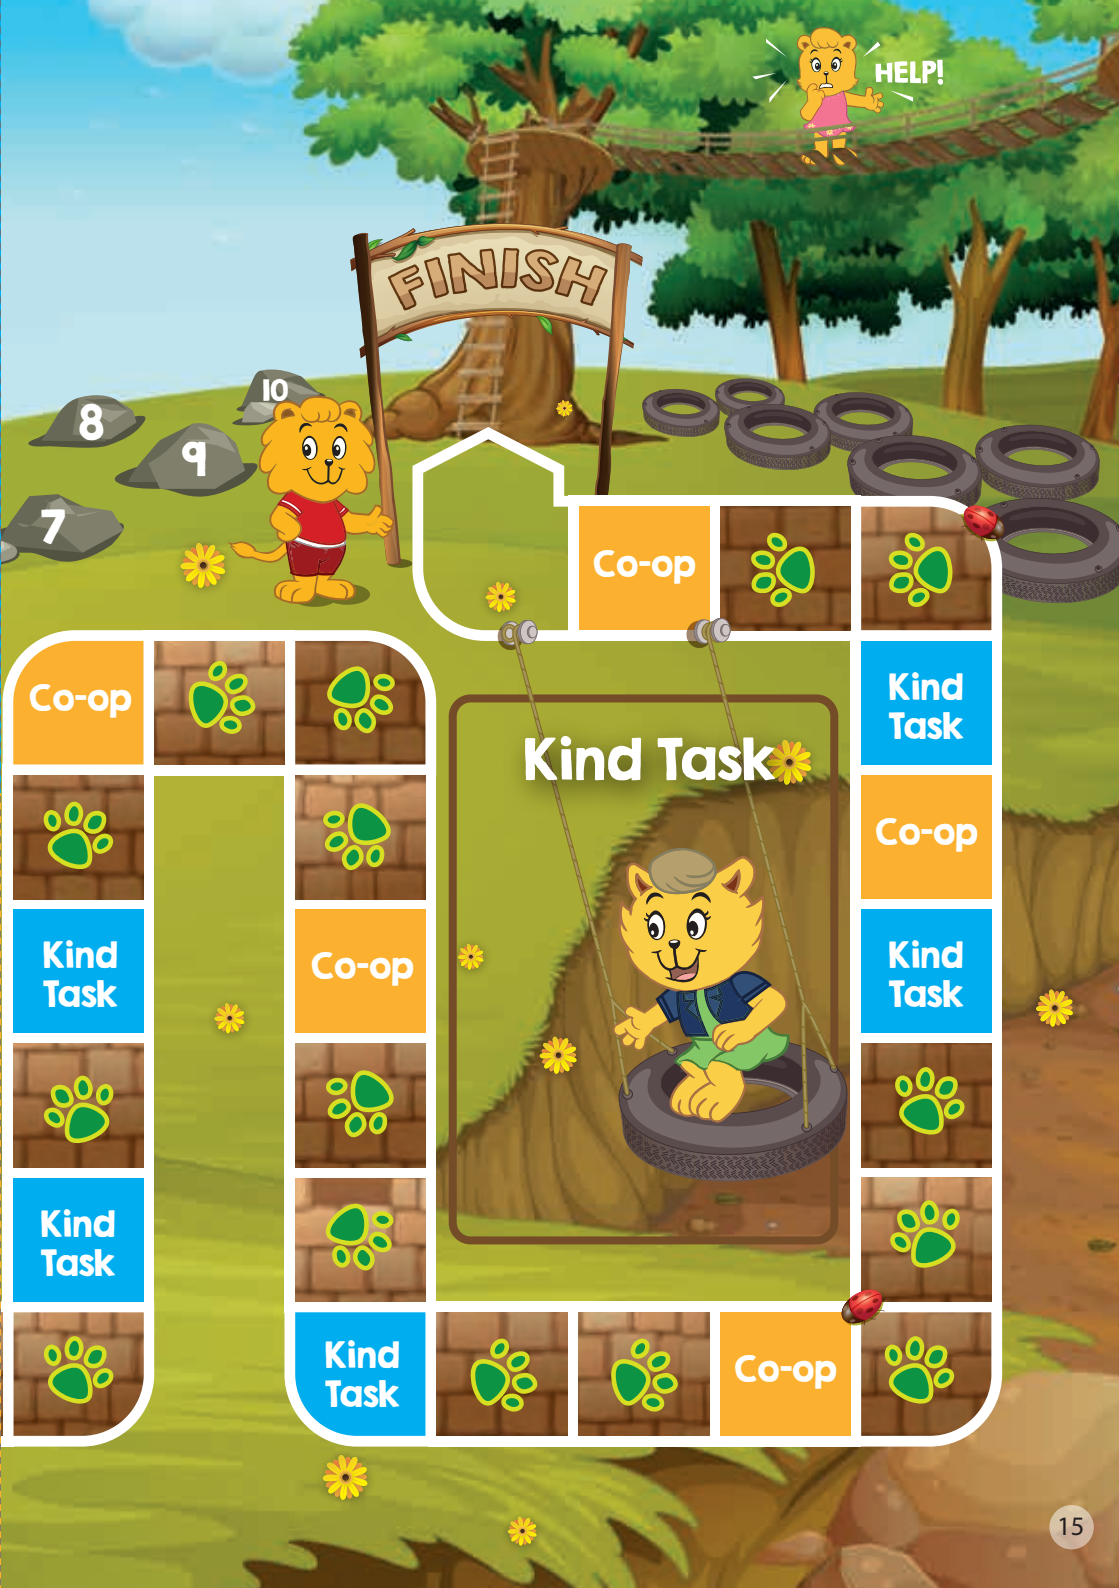 HELP!
FINISH
10
8
9
7
Co-op
Co-op
Kind
Task
Kind Task
Co-op
Kind
Task
Co-op
Kind
Task
Kind
Task
Kind
Task
Co-op
15